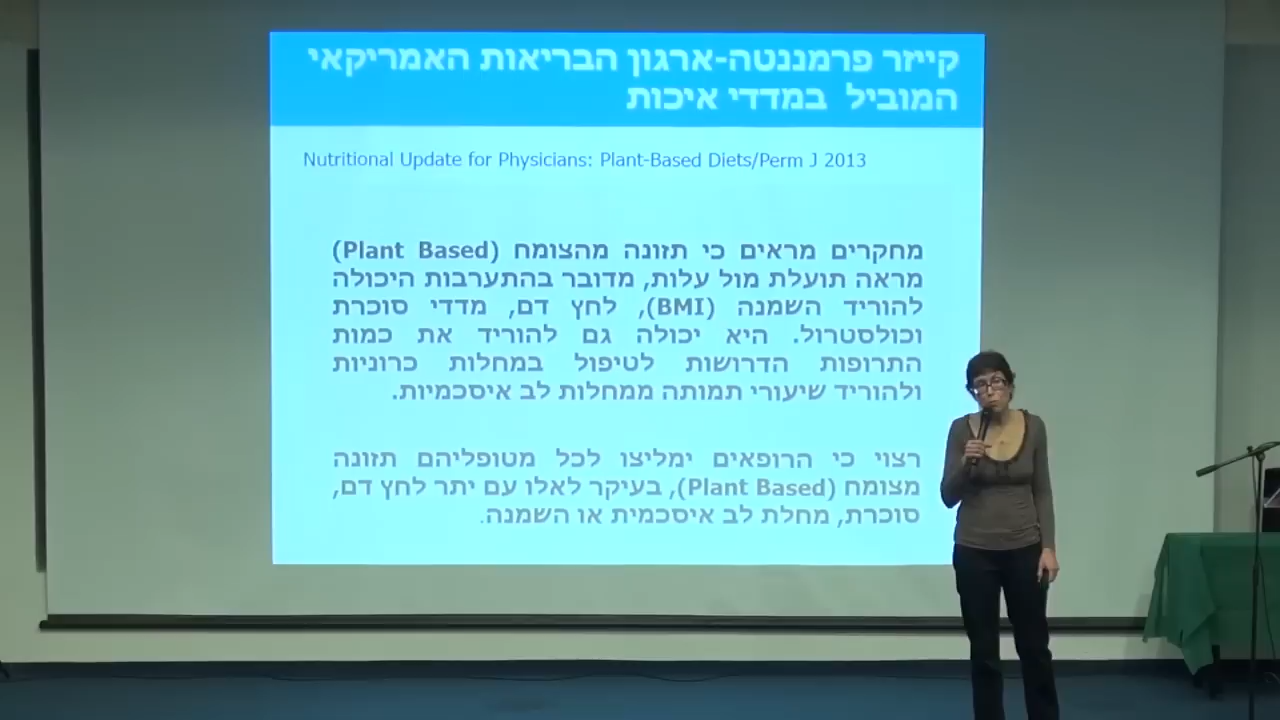 קייזר פרמננטה-ארגון הבריאות האמריקאי
המוביל במדדי איכות
Nutritional Update for Physicians: Plant-Based Diets/Perm J 2013
מחקרים מראים כי תזונה מהצומח (Plant Based)
מראה תועלת מול עלות, מדובר בהתערבות היכולה
להוריד השמנה (BMI), לחץ דם, מדדי סוכרת
וכולסטרול. היא יכולה גם להוריד את כמות
התרופות הדרושות לטיפול במחלות כרוניות
ולהוריד שיעורי תמותה ממחלות לב איסכמיות.
רצוי כי הרופאים ימליצו לכל מטופליהם תזונה
מצומח (Plant Based), בעיקר לאלו עם יתר לחץ דם,
סוכרת, מחלת לב איסכמית או השמנה.